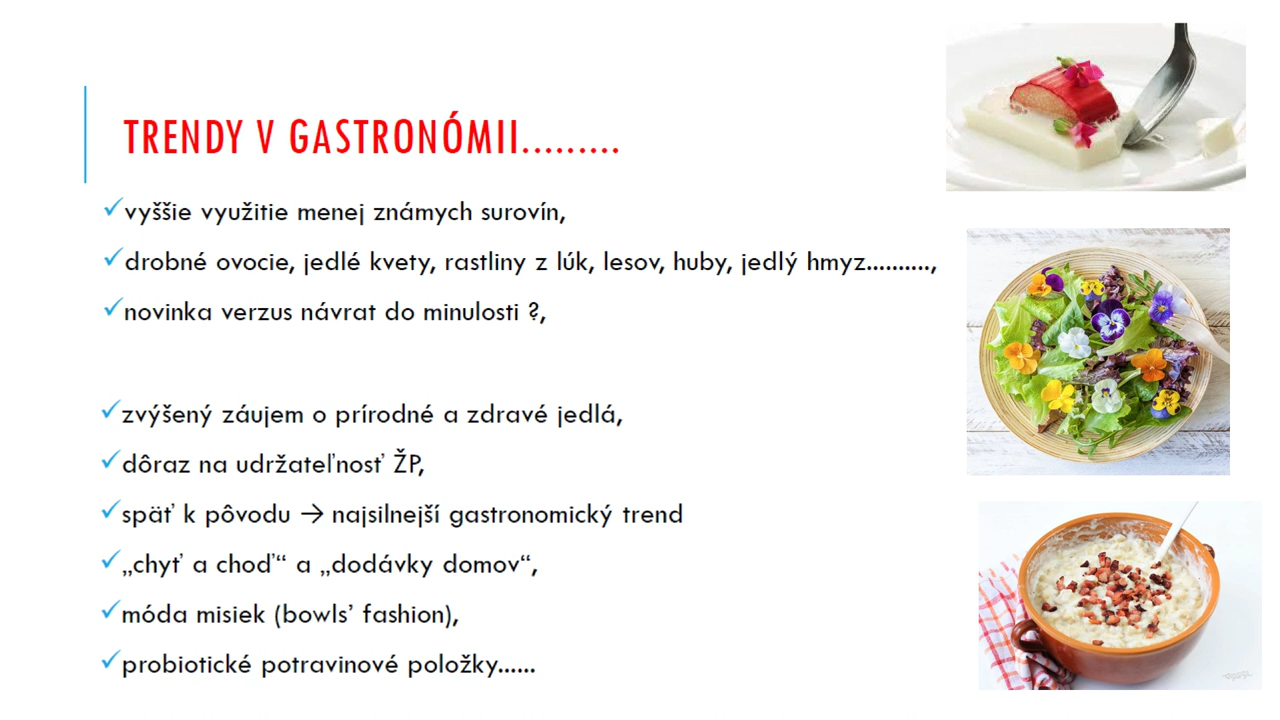 TRENDY V GASTRONÓMII.........
vyššie využitie menej známych surovín,
drobné ovocie, jedlé kvety, rastliny z lúk, lesov, huby, jedlý hmyz..........,
novinka verzus návrat do minulosti ?,
zvýšený záujem o prírodné a zdravé jedlá,
dôraz na udržateľnosť ŽP,
späť k pôvodu → najsilnejší gastronomický trend
„chyť a choď“ a „dodávky domov“,
móda misiek (bowls’ fashion),
probiotické potravinové položky......